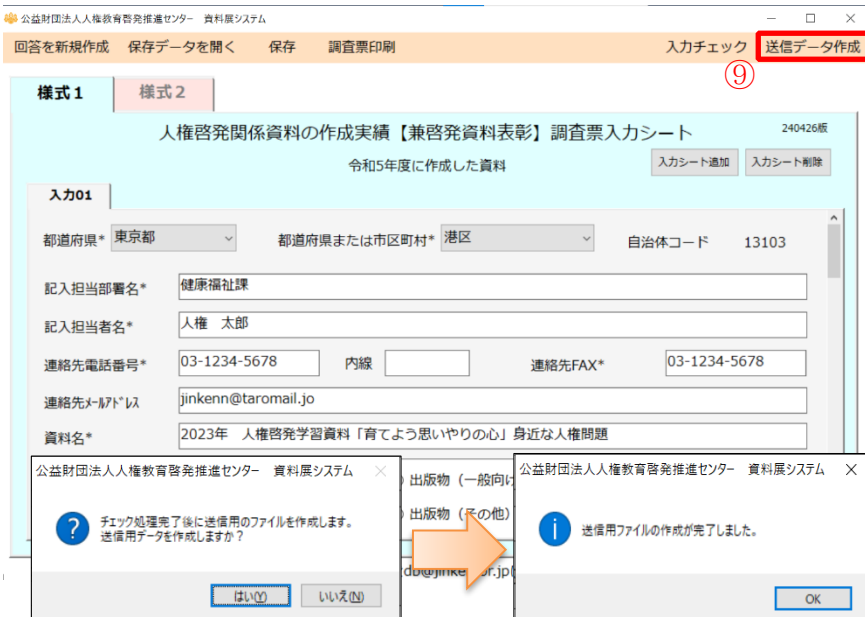 公益財団法人人権教育啓発推進センター 資料展システム
回答を新規作成 保存データを開く 保存 調査票印刷 入力チェック 送信データ作成
⑨
様式1 様式2
人権啓発関係資料の作成実績【兼啓発資料表彰】調査票入力シート 240426版
令和5年度に作成した資料 入力シート追加 入力シート削除
入力01
都道府県* 東京都 都道府県または市区町村* 港区 自治体コード 13103
記入担当部署名* 健康福祉課
記入担当者名* 人権 太郎
連絡先電話番号* 03-1234-5678 内線 連絡先FAX* 03-1234-5678
連絡先メールアドレス jinkenn@taromail.jo
資料名* 2023年 人権啓発学習資料「育てよう思いやりの心」身近な人権問題
公益財団法人人権教育啓発推進センター 資料展システム
チェック処理完了後に送信用のファイルを作成します。
送信用データを作成しますか？
はい(Y) いいえ(N)
出版物（一般向け
出版物（その他）
公益財団法人人権教育啓発推進センター 資料展システム
送信用ファイルの作成が完了しました。
OK